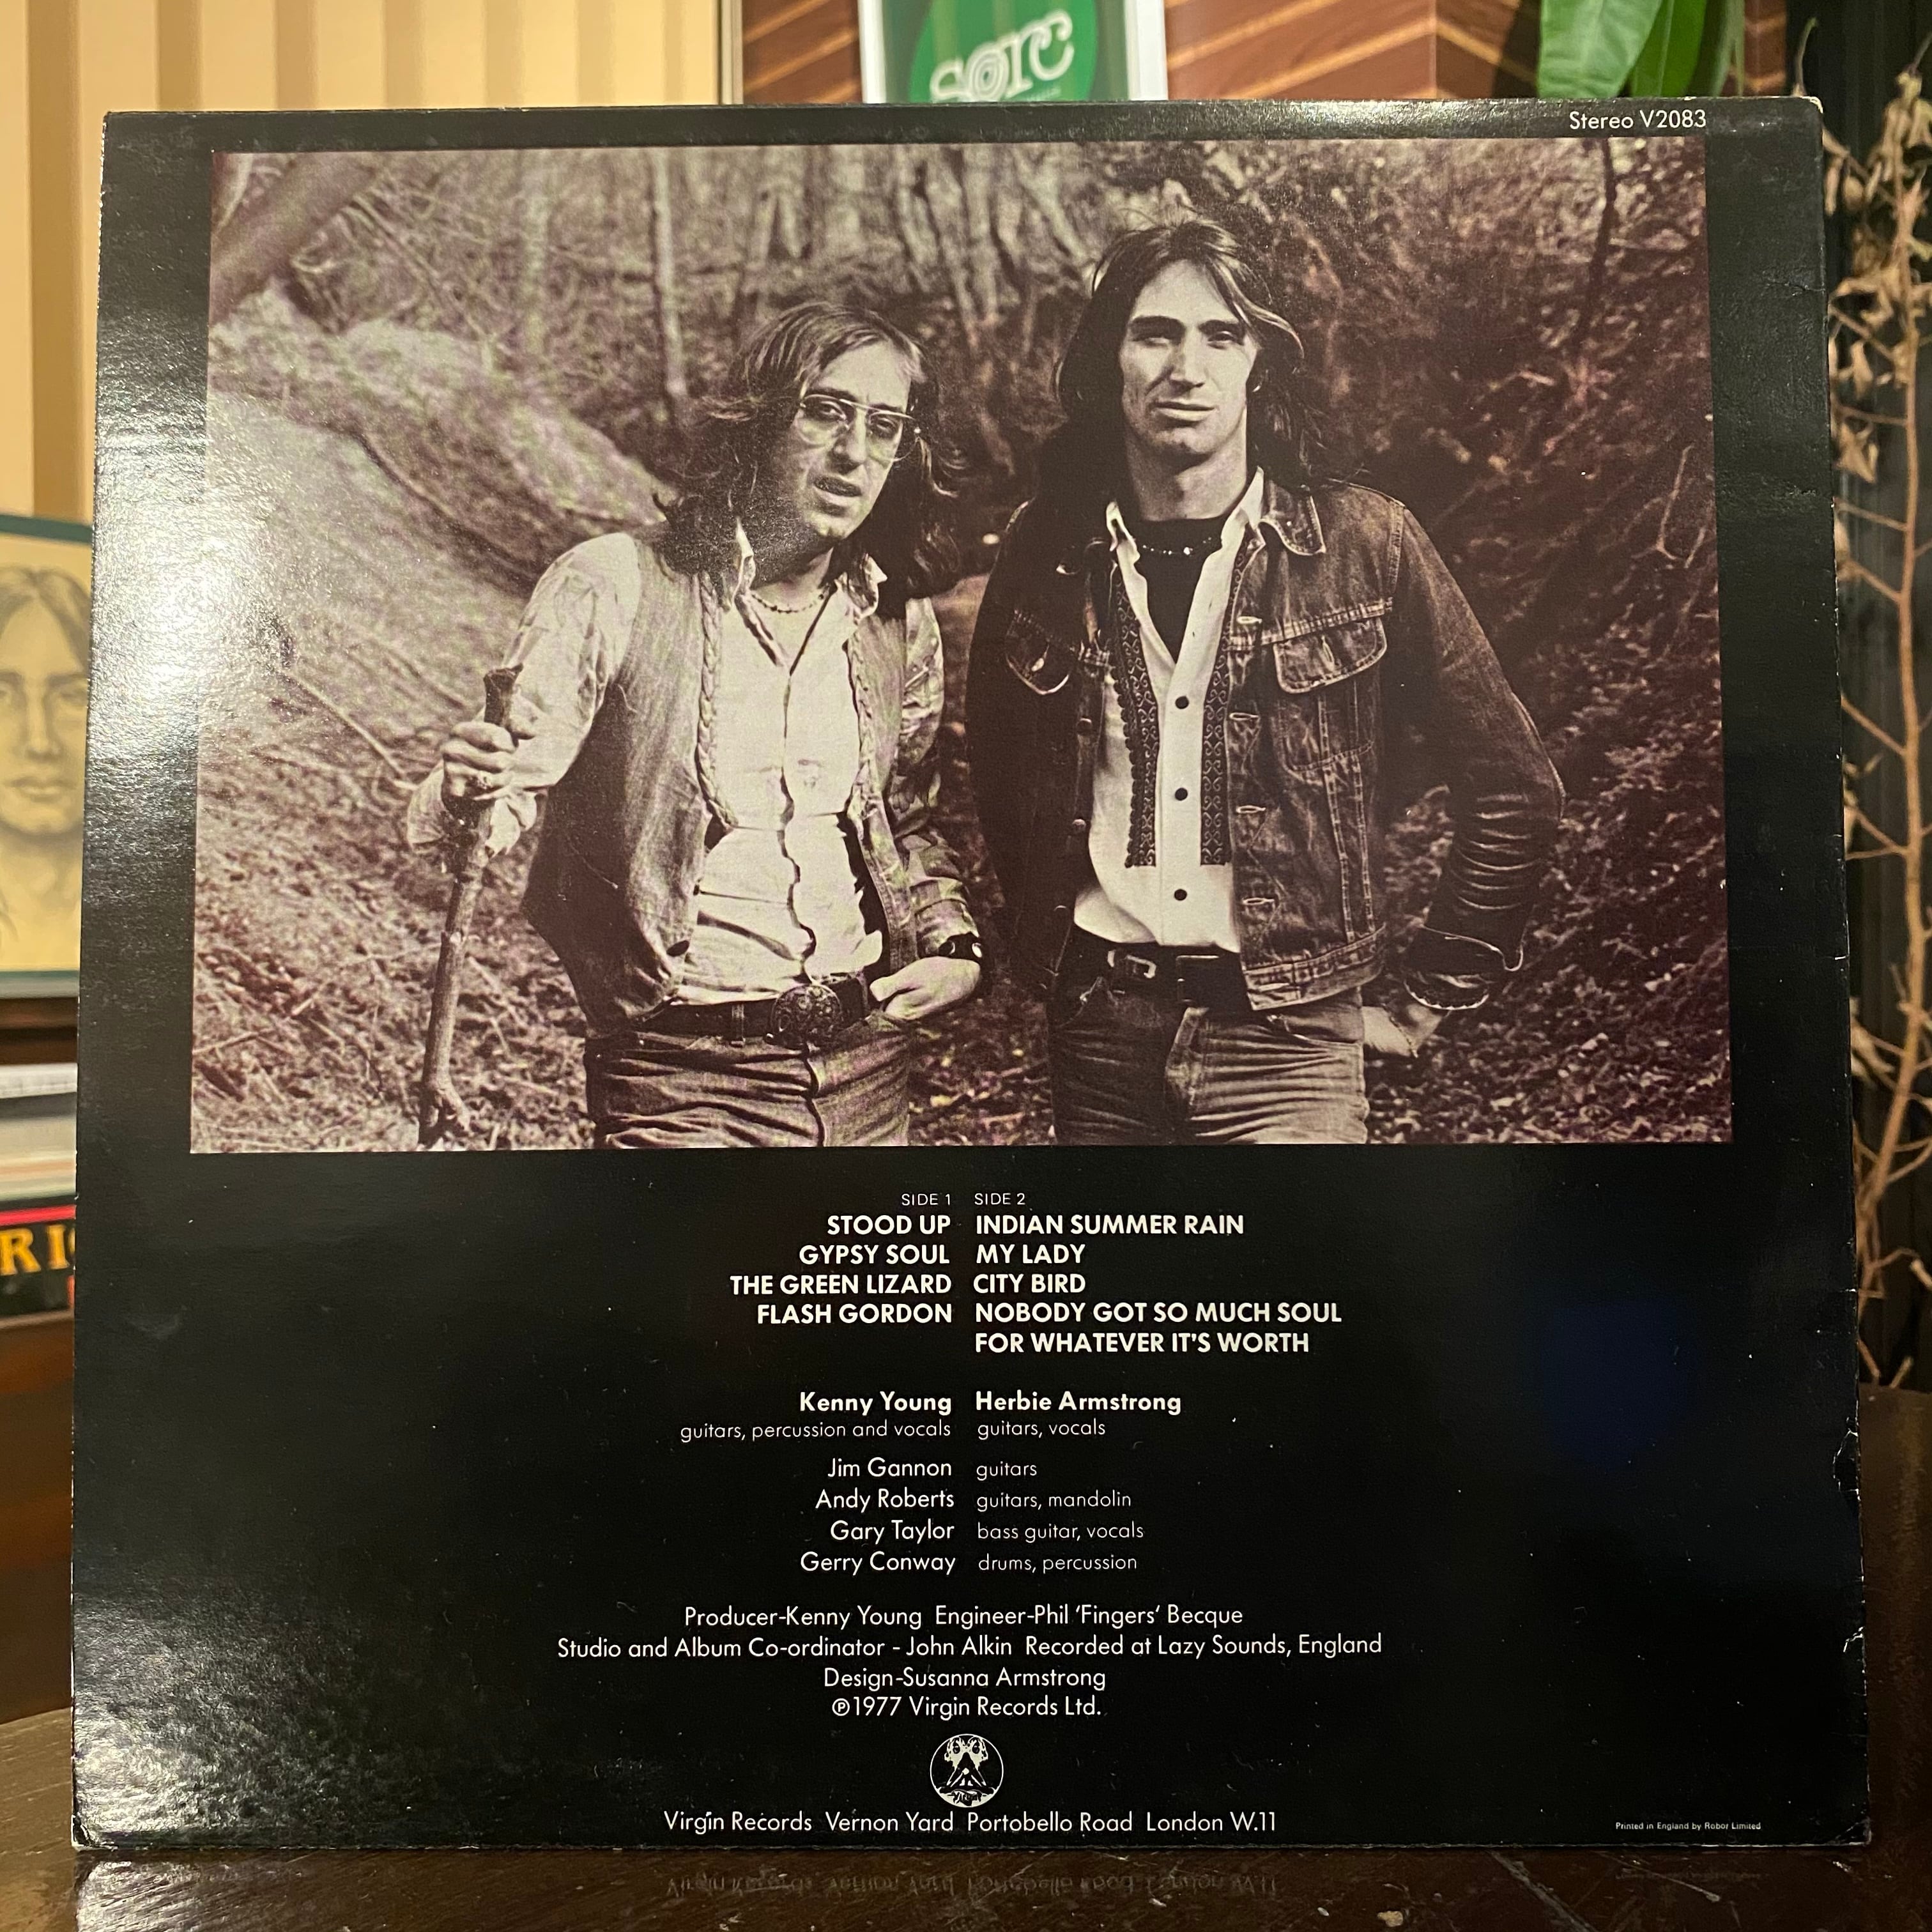 sorc
Stereo V2083
SIDE 1 SIDE 2
STOOD UP INDIAN SUMMER RAIN
GYPSY SOUL MY LADY
THE GREEN LIZARD CITY BIRD
FLASH GORDON NOBODY GOT SO MUCH SOUL
FOR WHATEVER IT'S WORTH
Kenny Young Herbie Armstrong
guitars, percussion and vocals guitars, vocals
Jim Gannon guitars
Andy Roberts guitars, mandolin
Gary Taylor bass guitar, vocals
Gerry Conway drums, percussion
Producer-Kenny Young Engineer-Phil 'Fingers' Becque
Studio and Album Co-ordinator - John Alkin Recorded at Lazy Sounds, England
Design-Susanna Armstrong
℗1977 Virgin Records Ltd.
Virgin Records Vernon Yard Portobello Road London W.11
Printed in England by Robor Limited